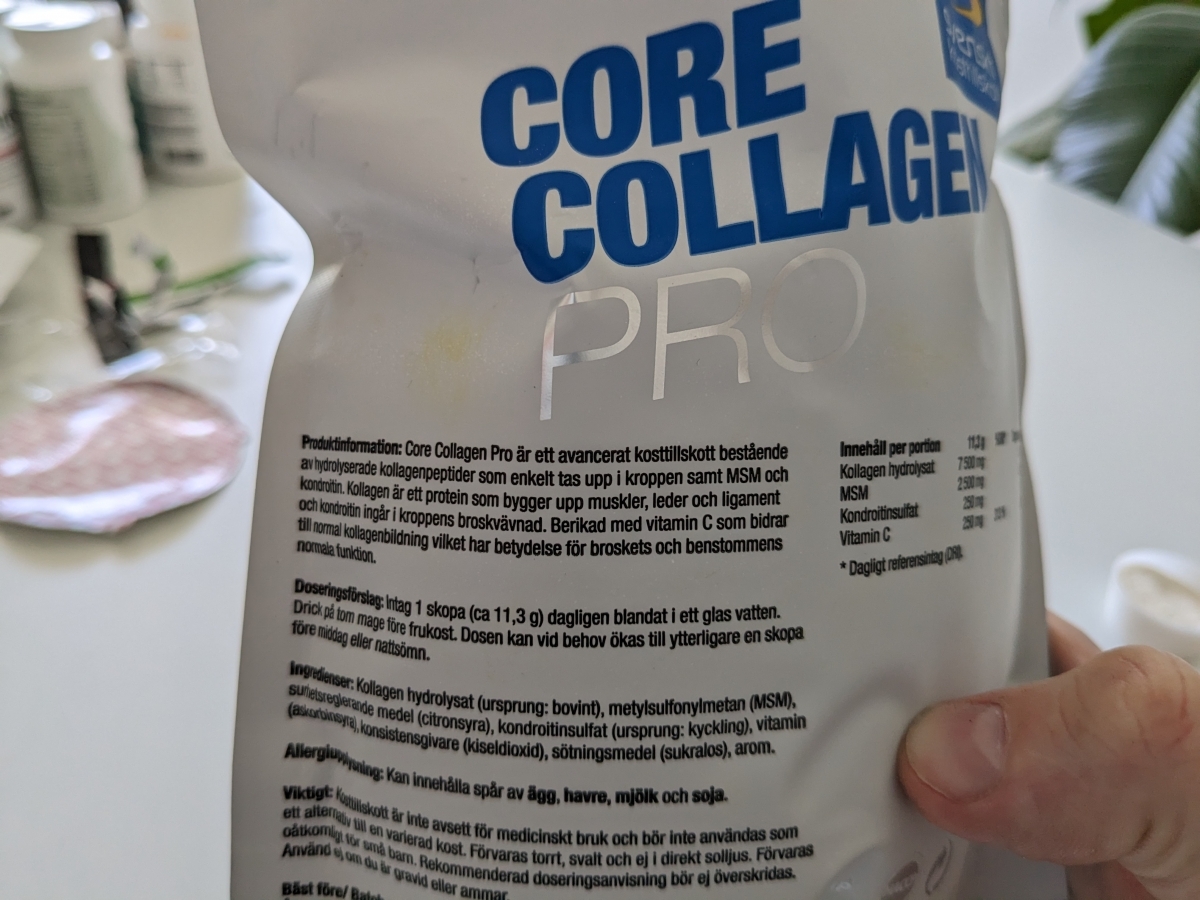 CORE
COLLAGEN
PRO
Svensk
Produktinformation: Core Collagen Pro är ett avancerat kosttillskott bestående
av hydrolyserade kollagenpeptider som enkelt tas upp i kroppen samt MSM och
kondroitin. Kollagen är ett protein som bygger upp muskler, leder och ligament
och kondroitin ingår i kroppens broskvävnad. Berikad med vitamin C som bidrar
till normal kollagenbildning vilket har betydelse för broskets och benstommens
normala funktion.
Doseringsförslag: Intag 1 skopa (ca 11,3 g) dagligen blandat i ett glas vatten.
Drick på tom mage före frukost. Dosen kan vid behov ökas till ytterligare en skopa
före middag eller nattsömn.
Ingredienser: Kollagen hydrolysat (ursprung: bovint), metylsulfonylmetan (MSM),
surhetsreglerande medel (citronsyra), kondroitinsulfat (ursprung: kyckling), vitamin
(askorbinsyra), konsistensgivare (kiseldioxid), sötningsmedel (sukralos), arom.
Kan innehålla spår av ägg, havre, mjölk och soja.
Viktigt: Kosttillskott är inte avsett för medicinskt bruk och bör inte användas som
ett alternativ till en varierad kost. Förvaras torrt, svalt och ej i direkt solljus. Förvaras
oåtkomligt för små barn. Rekommenderad doseringsanvisning bör ej överskridas.
Använd ej om du är gravid eller ammar.
Bäst före/ Batch
Innehåll per portion 11,3g
Kollagen hydrolysat 7 500 mg
MSM 2 500 mg
Kondroitinsulfat 250 mg
Vitamin C 250 mg
* Dagligt referensintag (DRI).